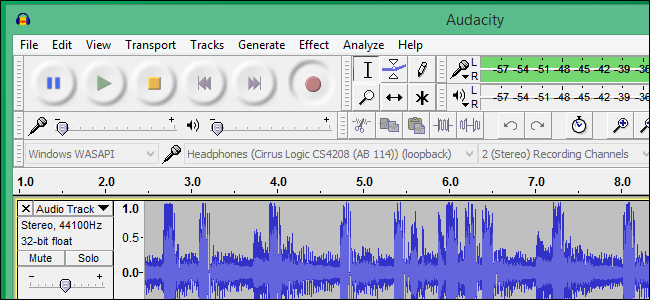 Audacity
File Edit View Transport Tracks Generate Effect Analyze Help
L
R
-57 -54 -51 -48 -45 -42 -39 -36
L
R
-57 -54 -51 -48 -45 -42 -39 -36
- +
- +
Windows WASAPI
Headphones (Cirrus Logic CS4208 (AB 114)) (loopback)
2 (Stereo) Recording Channels
1.0 2.0 3.0 4.0 5.0 6.0 7.0 8.0
X Audio Track
1.0
Stereo, 44100Hz
32-bit float
0.5-
Mute Solo
0.0-
- +